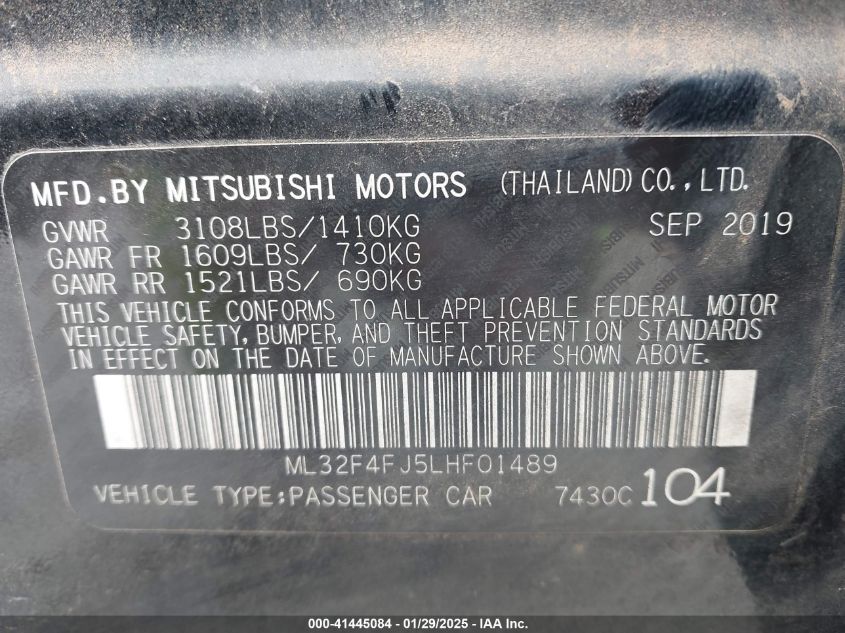 MFD.BY MITSUBISHI MOTORS (THAILAND) CO.,LTD.
GVWR 3108LBS/1410KG SEP 2019
GAWR FR 1609LBS/ 730KG
GAWR RR 1521LBS/ 690KG
THIS VEHICLE CONFORMS TO ALL APPLICABLE FEDERAL MOTOR
VEHICLE SAFETY, BUMPER, AND THEFT PREVENTION STANDARDS
IN EFFECT ON THE DATE OF MANUFACTURE SHOWN ABOVE.
ML32F4FJ5LHF01489
VEHICLE TYPE:PASSENGER CAR 7430C 104
000-41445084 - 01/29/2025 - IAAI.COM